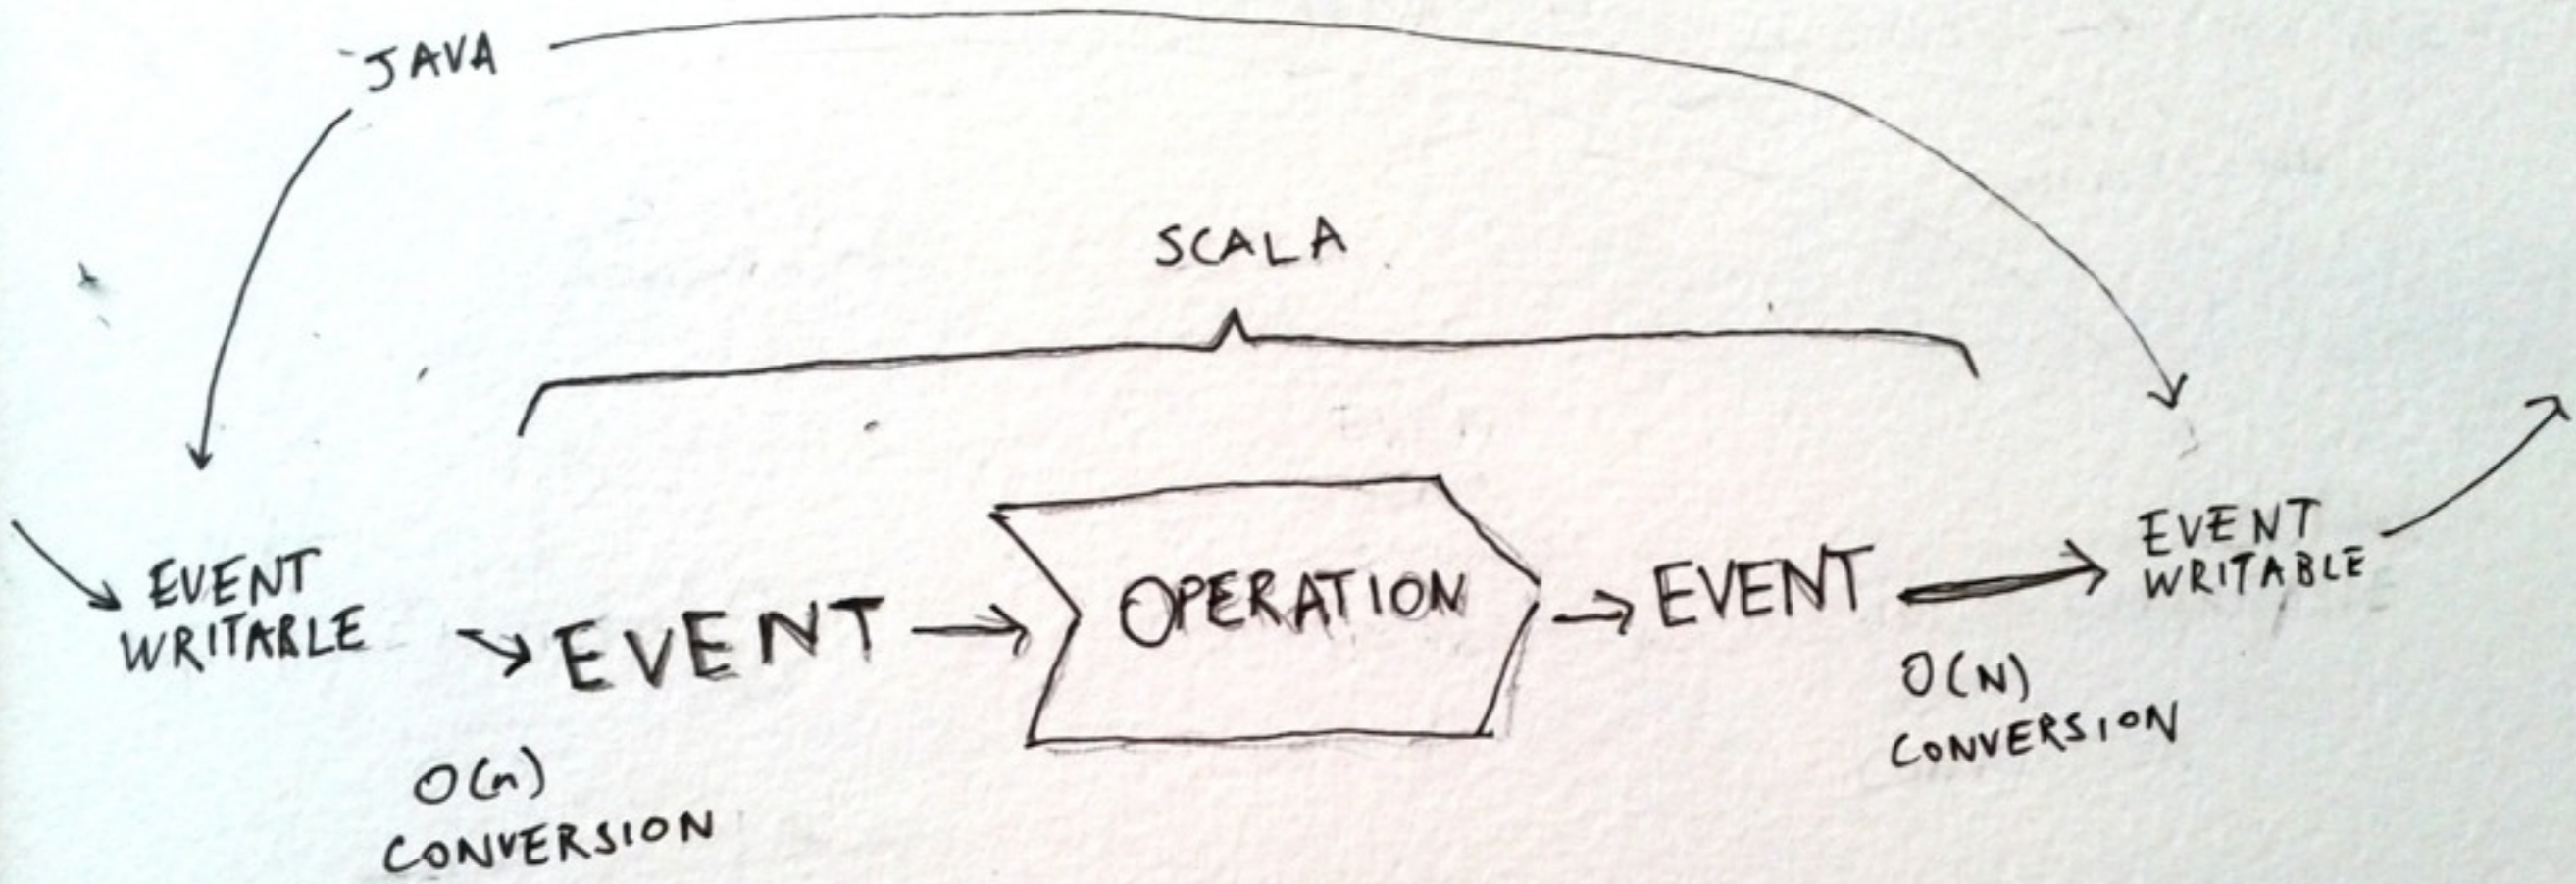 JAVA
SCALA
EVENT
WRITABLE
EVENT
OPERATION
EVENT
EVENT
WRITABLE
O(n)
CONVERSION
O(N)
CONVERSION